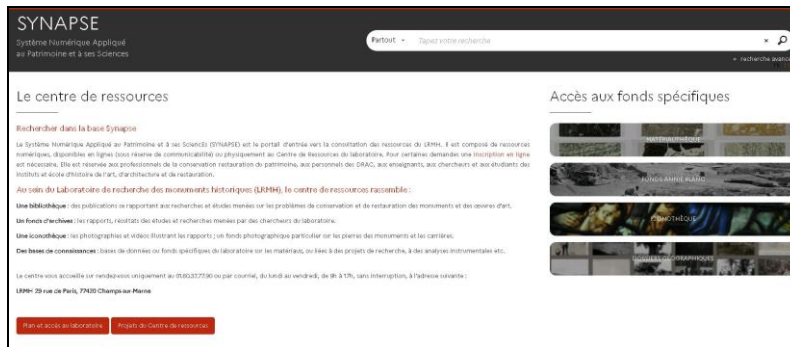 SYNAPSE
Système Numérique Appliqué
au Patrimoine et à ses Sciences
Partout
Tapez votre recherche
+ recherche avanc
Le centre de ressources
Rechercher dans la base Synapse
Le Système Numérique Appliqué au Patrimoine et à ses SciencEs (SYNAPSE) est le portail d'entrée vers la consultation des ressources du LRMH. Il est composé de ressources
numériques, disponibles en lignes (sous réserve de communicabilité) ou physiquement au Centre de Ressources du laboratoire. Pour certaines demandes une inscription en ligne
est nécessaire. Elle est réservée aux professionnels de la conservation restauration du patrimoine, aux personnels des DRAC, aux enseignants, aux chercheurs et aux étudiants des
instituts et école d'histoire de l'art, d'architecture et de restauration.
Au sein du Laboratoire de recherche des monuments historiques (LRMH), le centre de ressources rassemble :
Une bibliothèque : des publications se rapportant aux recherches et études menées sur les problèmes de conservation et de restauration des monuments et des œuvres d'art.
Un fonds d'archives : les rapports, résultats des études et recherches menées par des chercheurs du laboratoire.
Une iconothèque : les photographies et vidéos illustrant les rapports ; un fonds photographique particulier sur les pierres des monuments et les carrières.
Des bases de connaissances : bases de données ou fonds spécifiques du laboratoire sur les matériaux, ou liées à des projets de recherche, à des analyses instrumentales etc.
Le centre vous accueille sur rendez-vous uniquement au 01.60.37.77.90 ou par courriel, du lundi au vendredi, de 9h à 17h, sans interruption, à l'adresse suivante :
LRMH 29 rue de Paris, 77420 Champs-sur-Marne
Plan et accès au laboratoire
Projets du Centre de ressources
Accès aux fonds spécifiques
MATÉRIAUTHÈQUE
FONDS ANNIE BLANC
ICONOTHÈQUE
DOSSIERS GÉOGRAPHIQUES